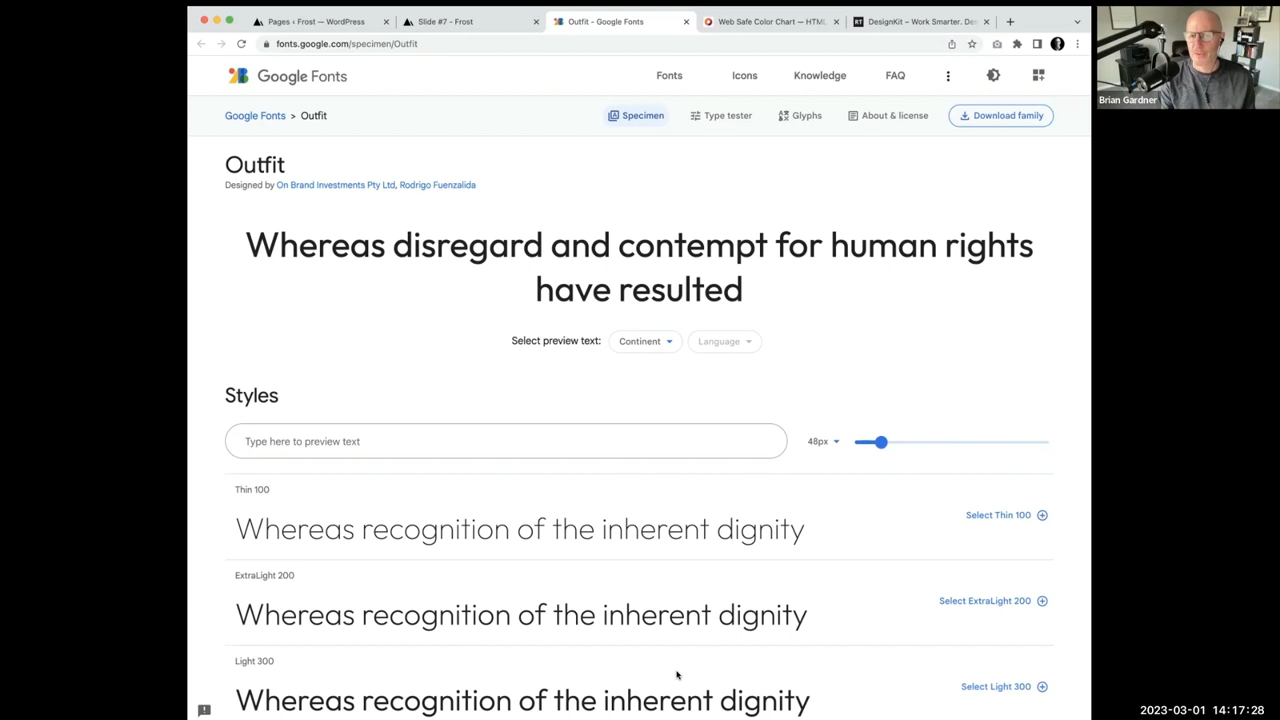 Pages ‹ Frost — WordPress
Slide #7 - Frost
Outfit - Google Fonts
Web Safe Color Chart — HTML
DesignKit – Work Smarter. De
fonts.google.com/specimen/Outfit
Brian Gardner
Google Fonts
Fonts
Icons
Knowledge
FAQ
Google Fonts > Outfit
Specimen
Type tester
Glyphs
About & license
Download family
Outfit
Designed by On Brand Investments Pty Ltd, Rodrigo Fuenzalida
Whereas disregard and contempt for human rights
have resulted
Select preview text:
Continent
Language
Styles
Type here to preview text
48px
Thin 100
Whereas recognition of the inherent dignity
Select Thin 100
ExtraLight 200
Whereas recognition of the inherent dignity
Select ExtraLight 200
Light 300
Whereas recognition of the inherent dignity
Select Light 300
2023-03-01 14:17:28